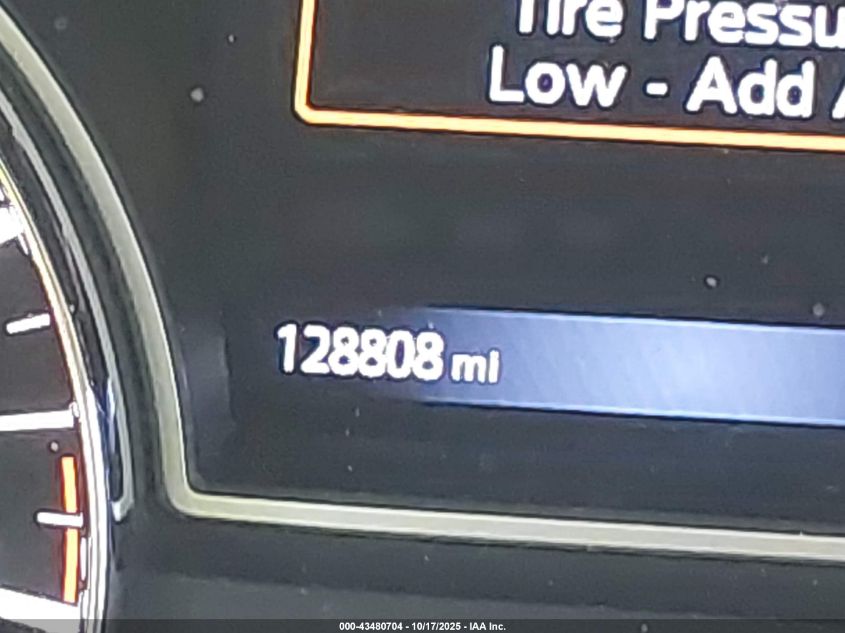 Tire Pressu
Low - Add
128808 mi
000-43480704 - 10/17/2025 - IAA Inc.